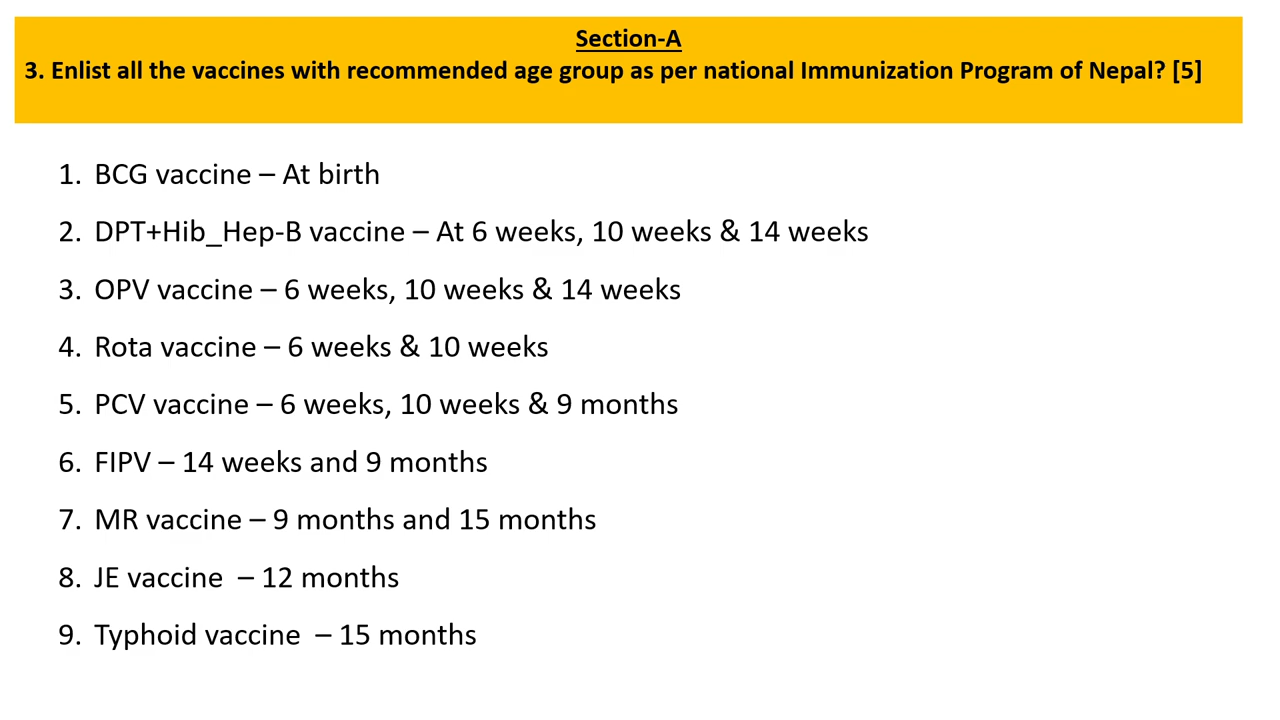 Section-A
3. Enlist all the vaccines with recommended age group as per national Immunization Program of Nepal? [5]
1. BCG vaccine – At birth
2. DPT+Hib_Hep-B vaccine – At 6 weeks, 10 weeks & 14 weeks
3. OPV vaccine – 6 weeks, 10 weeks & 14 weeks
4. Rota vaccine – 6 weeks & 10 weeks
5. PCV vaccine – 6 weeks, 10 weeks & 9 months
6. FIPV – 14 weeks and 9 months
7. MR vaccine – 9 months and 15 months
8. JE vaccine – 12 months
9. Typhoid vaccine – 15 months